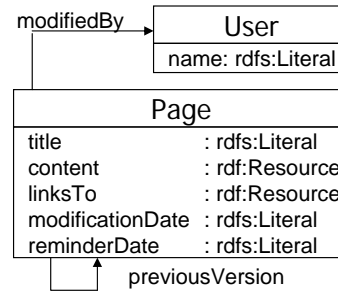 modifiedBy
User
name: rdfs:Literal
Page
title : rdfs:Literal
content : rdf:Resource
linksTo : rdf:Resource
modificationDate : rdfs:Literal
reminderDate : rdfs:Literal
previousVersion